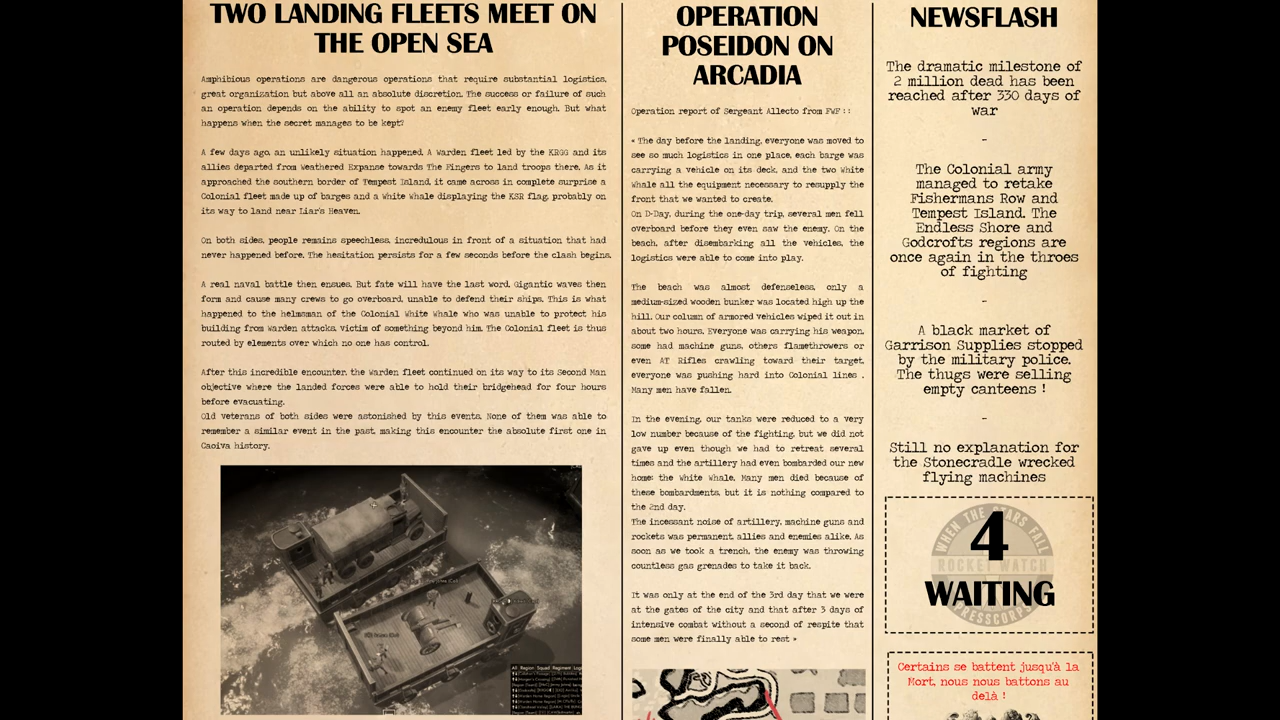 TWO LANDING FLEETS MEET ON
THE OPEN SEA
Amphibious operations are dangerous operations that require substantial logistics,
great organization but above all an absolute discretion. The success or failure of such
an operation depends on the ability to spot an enemy fleet early enough. But what
happens when the secret manages to be kept?
A few days ago, an unlikely situation happened. A Warden fleet led by the KRGG and its
allies departed from Weathered Expanse towards The Fingers to land troops there. As it
approached the southern border of Tempest Island, it came across in complete surprise a
Colonial fleet made up of barges and a White Whale displaying the KSR flag, probably on
its way to land near Liar's Heaven.
On both sides, people remains speechless, incredulous in front of a situation that had
never happened before. The hesitation persists for a few seconds before the clash begins.
A real naval battle then ensues. But fate will have the last word. Gigantic waves then
form and cause many crews to go overboard, unable to defend their ships. This is what
happened to the helmsman of the Colonial White Whale who was unable to protect his
building from Warden attacks, victim of something beyond him. The Colonial fleet is thus
routed by elements over which no one has control.
After this incredible encounter, the Warden fleet continued on its way to its Second Man
objective where the landed forces were able to hold their bridgehead for four hours
before evacuating.
Old veterans of both sides were astonished by this events. None of them was able to
remember a similar event in the past, making this encounter the absolute first one in
Caoiva history.
OPERATION
POSEIDON ON
ARCADIA
Operation report of Sergeant Allecto from FWF ::
« The day before the landing, everyone was moved to
see so much logistics in one place, each barge was
carrying a vehicle on its deck, and the two White
Whale all the equipment necessary to resupply the
front that we wanted to create.
On D-Day, during the one-day trip, several men fell
overboard before they even saw the enemy. On the
beach, after disembarking all the vehicles, the
logistics were able to come into play.
The beach was almost defenseless, only a
medium-sized wooden bunker was located high up the
hill. Our column of armored vehicles wiped it out in
about two hours. Everyone was carrying his weapon,
some had machine guns, others flamethrowers or
even AT Rifles crawling toward their target,
everyone was pushing hard into Colonial lines .
Many men have fallen.
In the evening, our tanks were reduced to a very
low number because of the fighting, but we did not
gave up even though we had to retreat several
times and the artillery had even bombarded our new
home: the White Whale. Many men died because of
these bombardments, but it is nothing compared to
the 2nd day.
The incessant noise of artillery, machine guns and
rockets was permanent, allies and enemies alike. As
soon as we took a trench, the enemy was throwing
countless gas grenades to take it back.
It was only at the end of the 3rd day that we were
at the gates of the city and that after 3 days of
intensive combat without a second of respite that
some men were finally able to rest »
NEWSFLASH
The dramatic milestone of
2 million dead has been
reached after 330 days of
war
-
The Colonial army
managed to retake
Fishermans Row and
Tempest Island. The
Endless Shore and
Godcrofts regions are
once again in the throes
of fighting
-
A black market of
Garrison Supplies stopped
by the military police.
The thugs were selling
empty canteens !
-
Still no explanation for
the Stonecradle wrecked
flying machines
WHEN THE STARS FALL
4
ROCKET WATCH
WAITING
PRESSCORPS
Certains se battent jusqu'à la
Mort, nous nous battons au
delà !